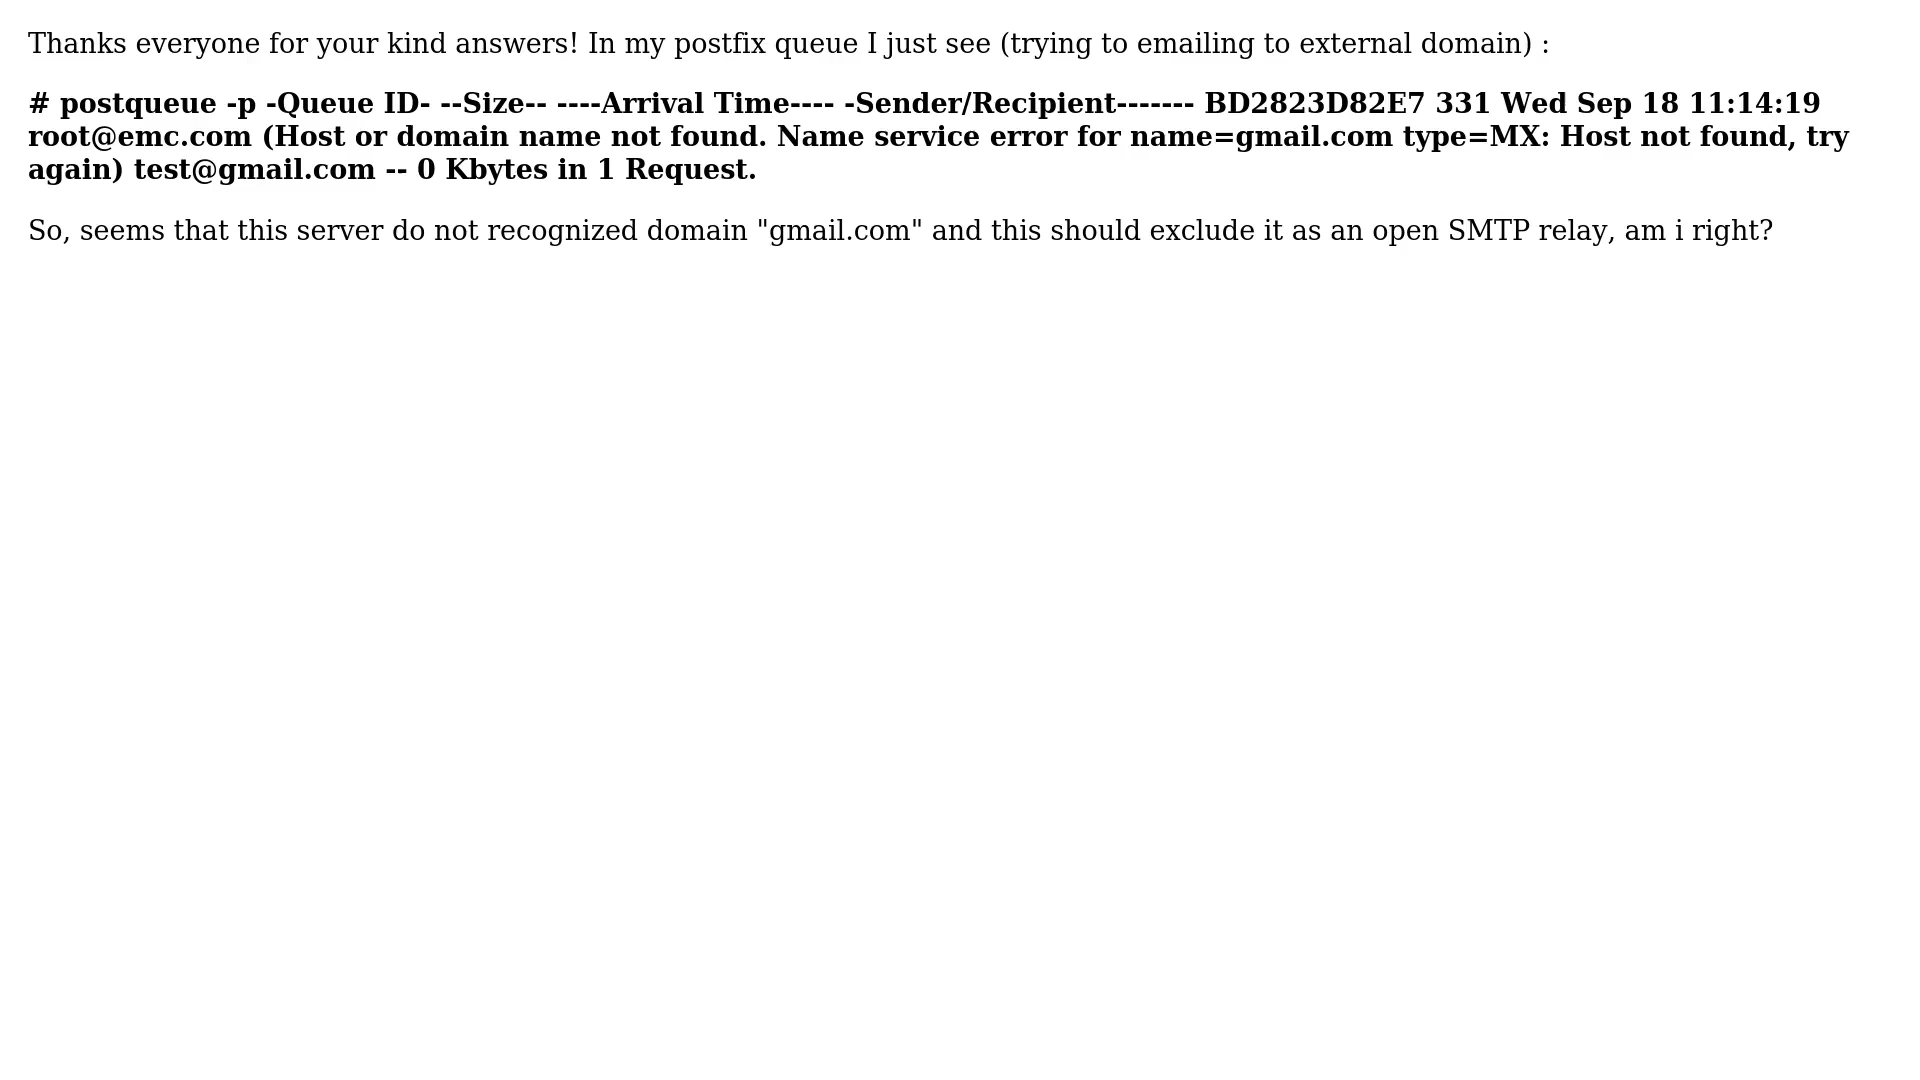 Thanks everyone for your kind answers! In my postfix queue I just see (trying to emailing to external domain) :
# postqueue -p -Queue ID- --Size-- ----Arrival Time---- -Sender/Recipient------- BD2823D82E7 331 Wed Sep 18 11:14:19
root@emc.com (Host or domain name not found. Name service error for name=gmail.com type=MX: Host not found, try
again) test@gmail.com -- 0 Kbytes in 1 Request.
So, seems that this server do not recognized domain "gmail.com" and this should exclude it as an open SMTP relay, am i right?